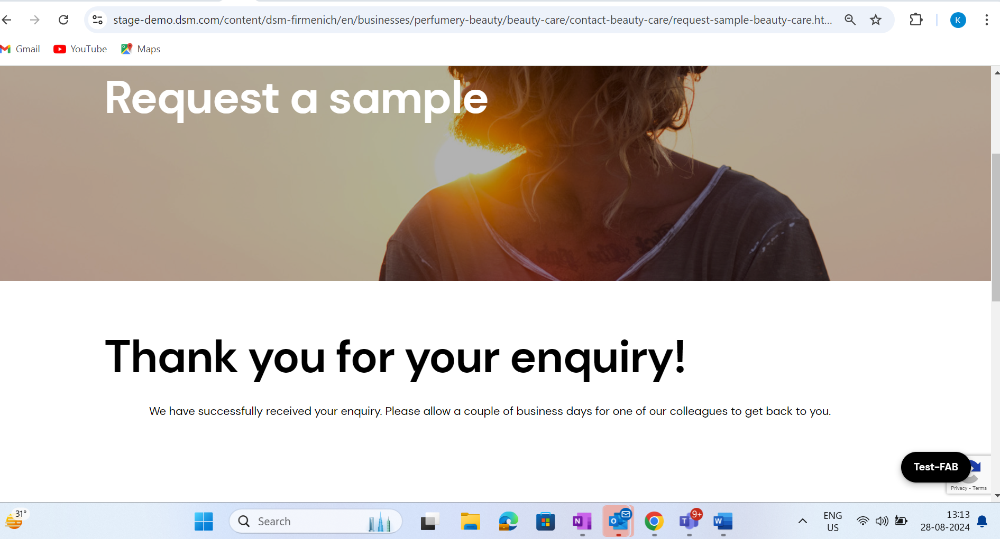 stage-demo.dsm.com/content/dsm-firmenich/en/businesses/perfumery-beauty/beauty-care/contact-beauty-care/request-sample-beauty-care.ht...
K
Gmail
YouTube
Maps
Request a sample
Thank you for your enquiry!
We have successfully received your enquiry. Please allow a couple of business days for one of our colleagues to get back to you.
Test-FAB
Privacy - Terms
31°
Search
N
O
9+
T
W
ENG
US
13:13
28-08-2024